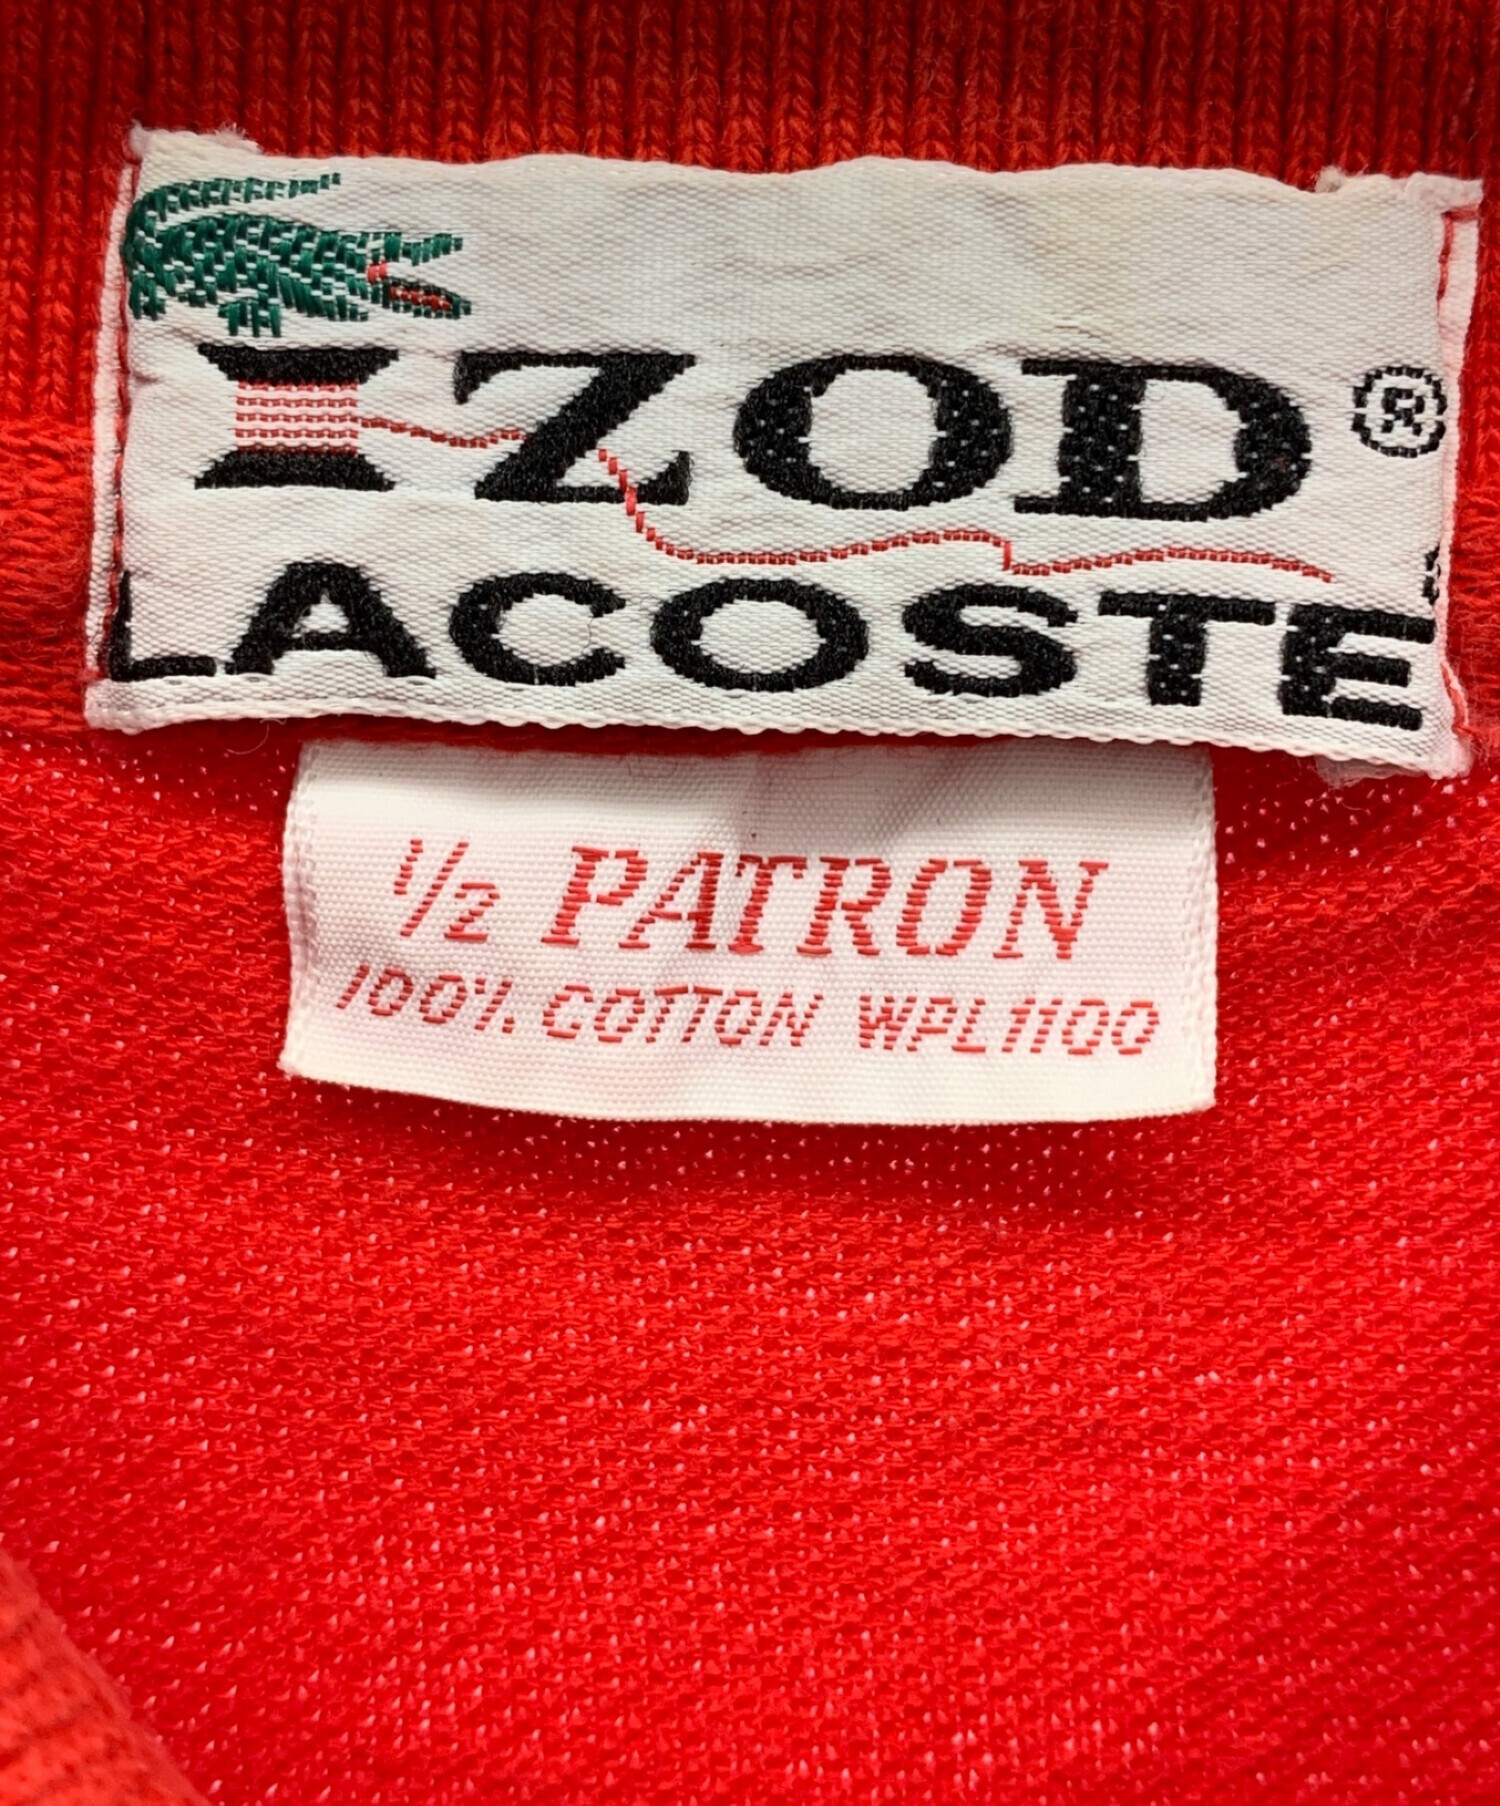 IZOD ®
LACOSTE
1/2 PATRON
100% COTTON WPL1100